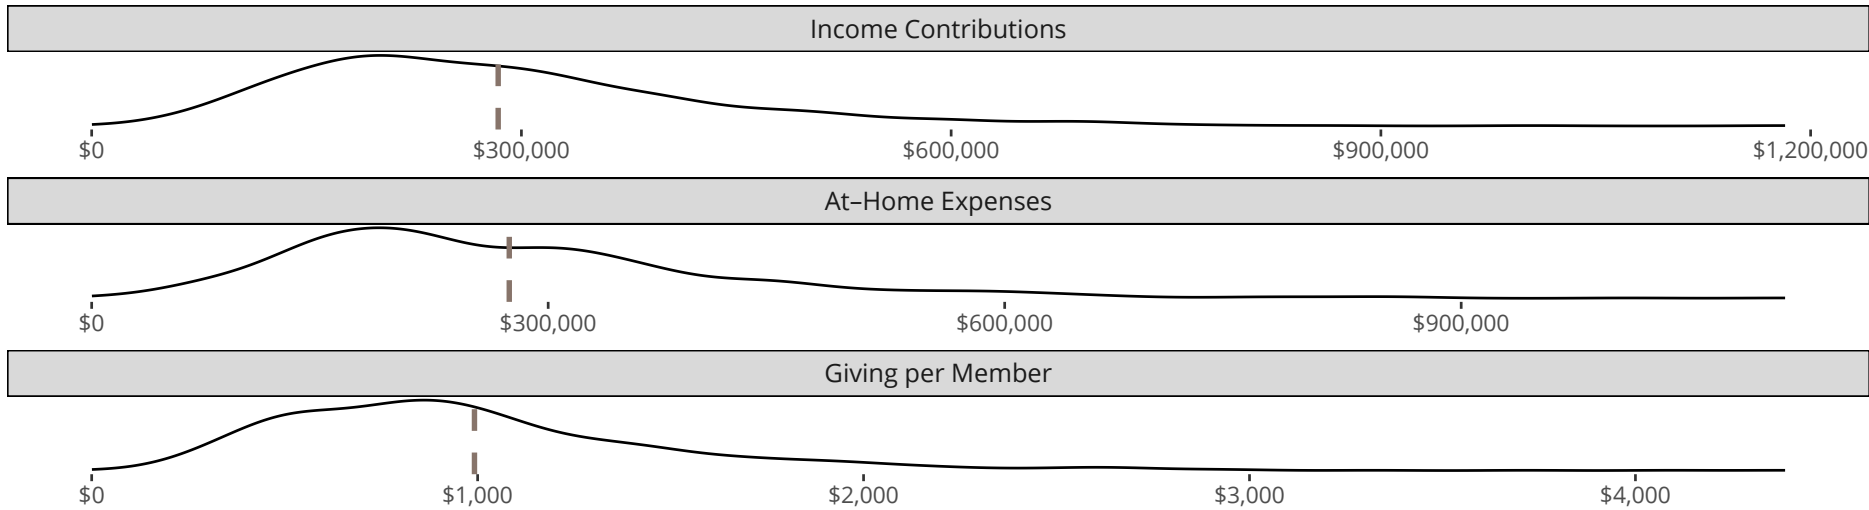 Income Contributions
$0 $300,000 $600,000 $900,000 $1,200,000
At–Home Expenses
$0 $300,000 $600,000 $900,000
Giving per Member
$0 $1,000 $2,000 $3,000 $4,000